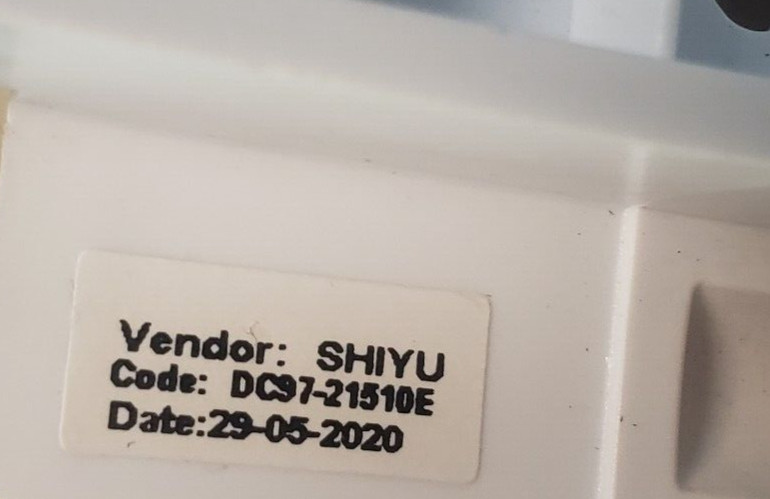 Vendor: SHIYU
Code: DC97-21510E
Date:29-05-2020